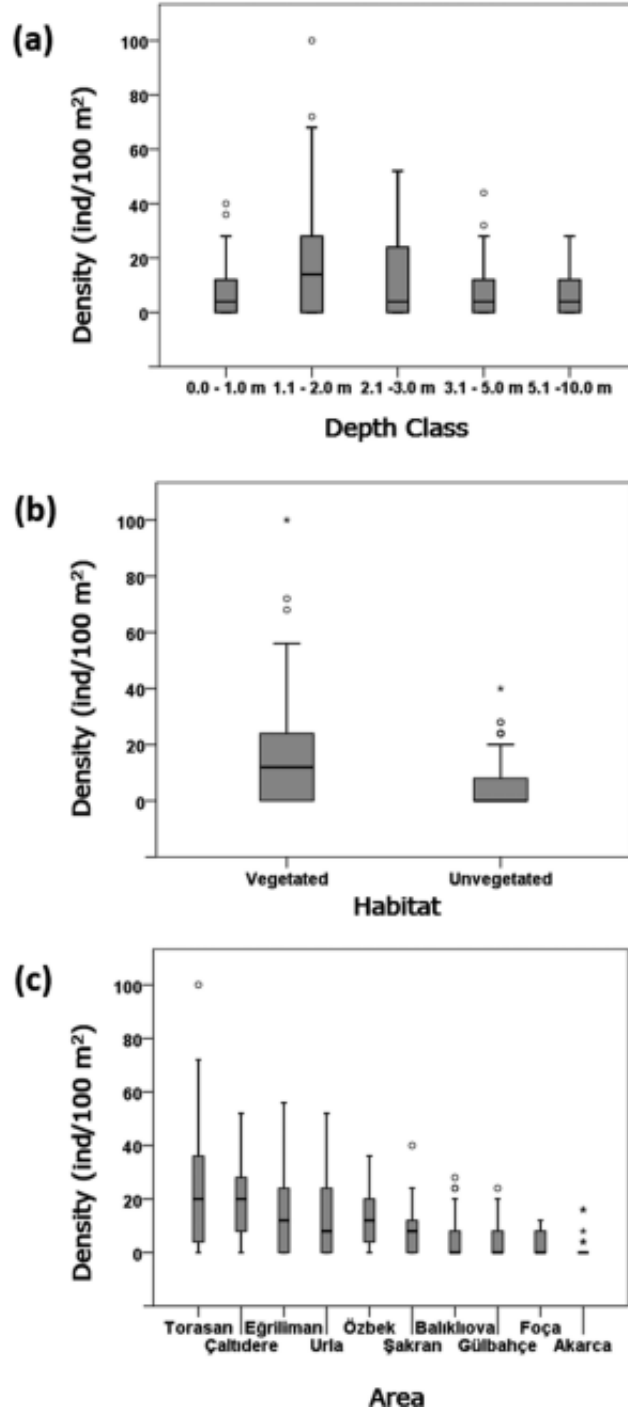 (a)
Density (ind/100 m²)
100
80
60
40
20
0
0.0 - 1.0 m 1.1 - 2.0 m 2.1 -3.0 m 3.1 - 5.0 m 5.1 -10.0 m
Depth Class
(b)
Density (ind/100 m²)
100
80
60
40
20
0
Vegetated Unvegetated
Habitat
(c)
Density (ind/100 m²)
100
80
60
40
20
0
Torasan Eğriliman Özbek Balıklıova Foça
Çaltıdere Urla Şakran Gülbahçe Akarca
Area